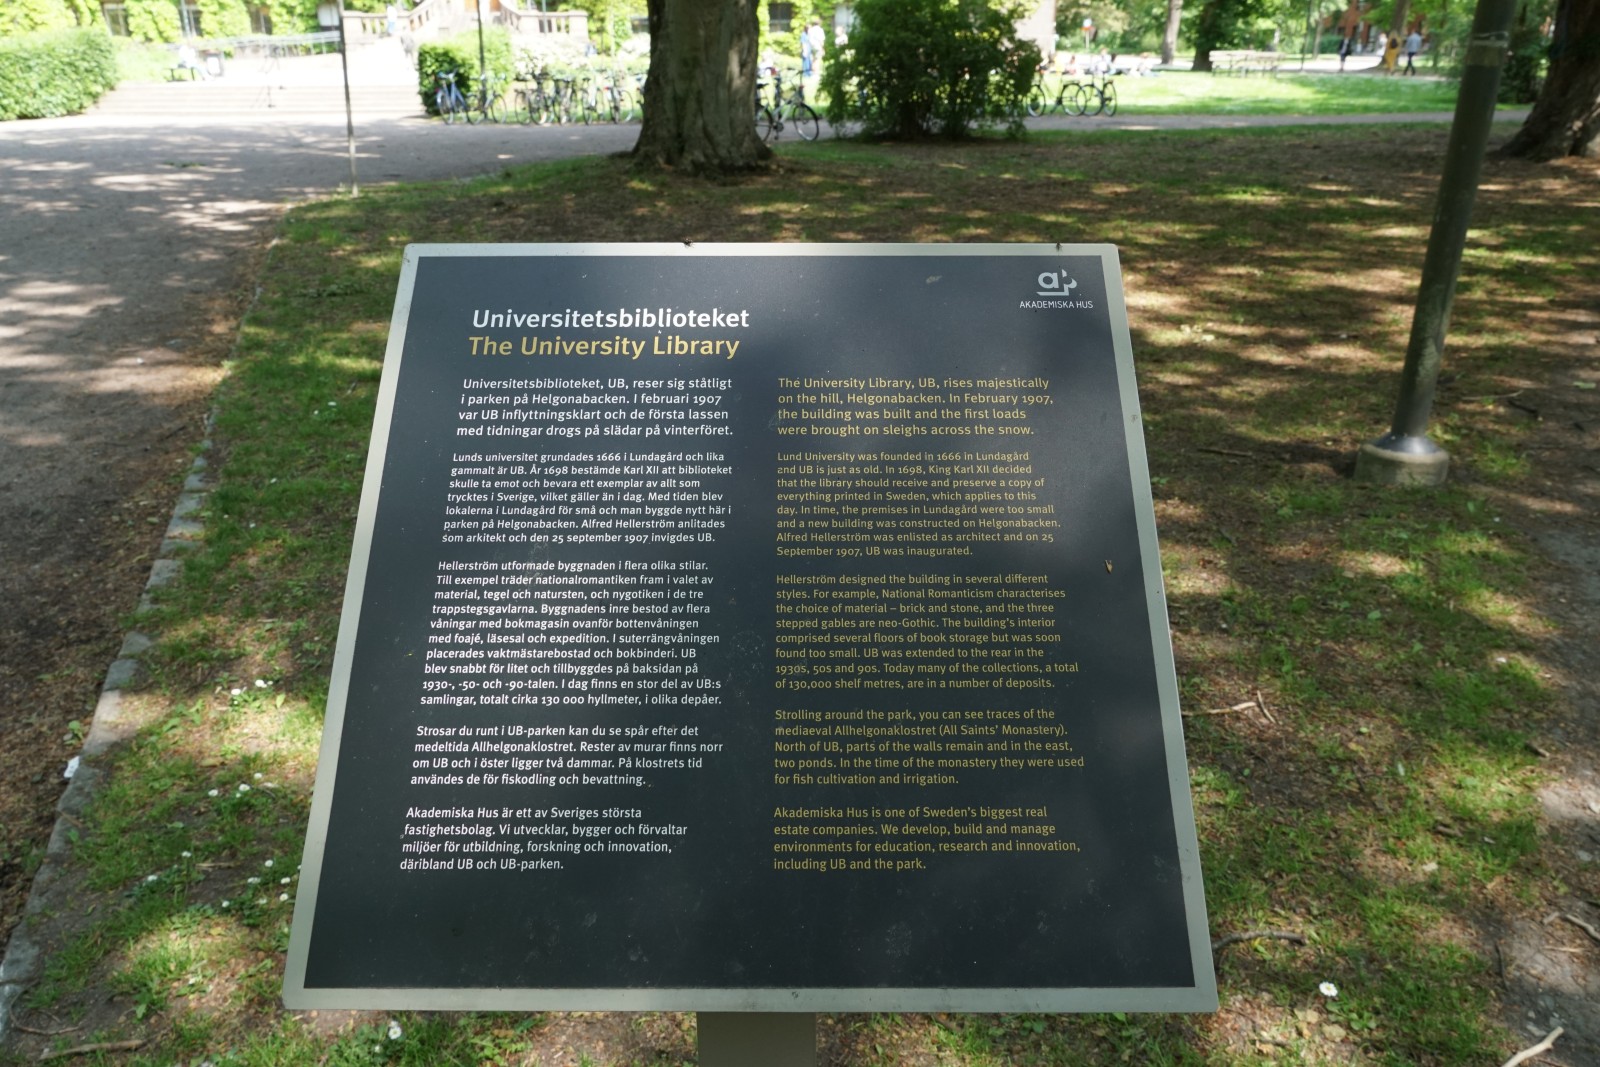 AKADEMISKA HUS
Universitetsbiblioteket
The University Library
Universitetsbiblioteket, UB, reser sig ståtligt
i parken på Helgonabacken. I februari 1907
var UB inflyttningsklart och de första lassen
med tidningar drogs på slädar på vinterföret.
Lunds universitet grundades 1666 i Lundagård och lika
gammalt är UB. År 1698 bestämde Karl XII att biblioteket
skulle ta emot och bevara ett exemplar av allt som
trycktes i Sverige, vilket gäller än i dag. Med tiden blev
lokalerna i Lundagård för små och man byggde nytt här i
parken på Helgonabacken. Alfred Hellerström anlitades
som arkitekt och den 25 september 1907 invigdes UB.
Hellerström utformade byggnaden i flera olika stilar.
Till exempel träder nationalromantiken fram i valet av
material, tegel och natursten, och nygotiken i de tre
trappstegsgavlarna. Byggnadens inre bestod av flera
våningar med bokmagasin ovanför bottenvåningen
med foajé, läsesal och expedition. I suterrängvåningen
placerades vaktmästarebostad och bokbinderi. UB
blev snabbt för litet och tillbyggdes på baksidan på
1930-, -50- och -90-talen. I dag finns en stor del av UB:s
samlingar, totalt cirka 130 000 hyllmeter, i olika depåer.
Strosar du runt i UB-parken kan du se spår efter det
medeltida Allhelgonaklostret. Rester av murar finns norr
om UB och i öster ligger två dammar. På klostrets tid
användes de för fiskodling och bevattning.
Akademiska Hus är ett av Sveriges största
fastighetsbolag. Vi utvecklar, bygger och förvaltar
miljöer för utbildning, forskning och innovation,
däribland UB och UB-parken.
The University Library, UB, rises majestically
on the hill, Helgonabacken. In February 1907,
the building was built and the first loads
were brought on sleighs across the snow.
Lund University was founded in 1666 in Lundagård
and UB is just as old. In 1698, King Karl XII decided
that the library should receive and preserve a copy of
everything printed in Sweden, which applies to this
day. In time, the premises in Lundagård were too small
and a new building was constructed on Helgonabacken.
Alfred Hellerström was enlisted as architect and on 25
September 1907, UB was inaugurated.
Hellerström designed the building in several different
styles. For example, National Romanticism characterises
the choice of material – brick and stone, and the three
stepped gables are neo-Gothic. The building's interior
comprised several floors of book storage but was soon
found too small. UB was extended to the rear in the
1930s, 50s and 90s. Today many of the collections, a total
of 130,000 shelf metres, are in a number of deposits.
Strolling around the park, you can see traces of the
mediaeval Allhelgonaklostret (All Saints' Monastery).
North of UB, parts of the walls remain and in the east,
two ponds. In the time of the monastery they were used
for fish cultivation and irrigation.
Akademiska Hus is one of Sweden's biggest real
estate companies. We develop, build and manage
environments for education, research and innovation,
including UB and the park.